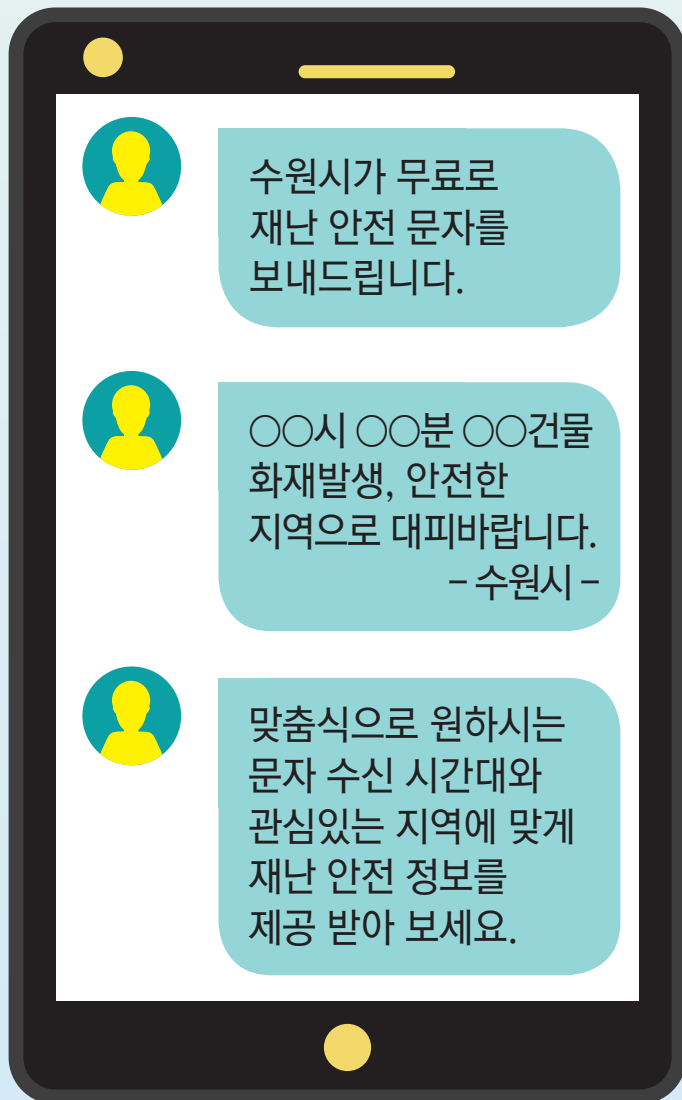 수원시가 무료로
재난 안전 문자를
보내드립니다.
○○시 ○○분 ○○건물
화재발생, 안전한
지역으로 대피바랍니다.
– 수원시 –
맞춤식으로 원하시는
문자 수신 시간대와
관심있는 지역에 맞게
재난 안전 정보를
제공 받아 보세요.